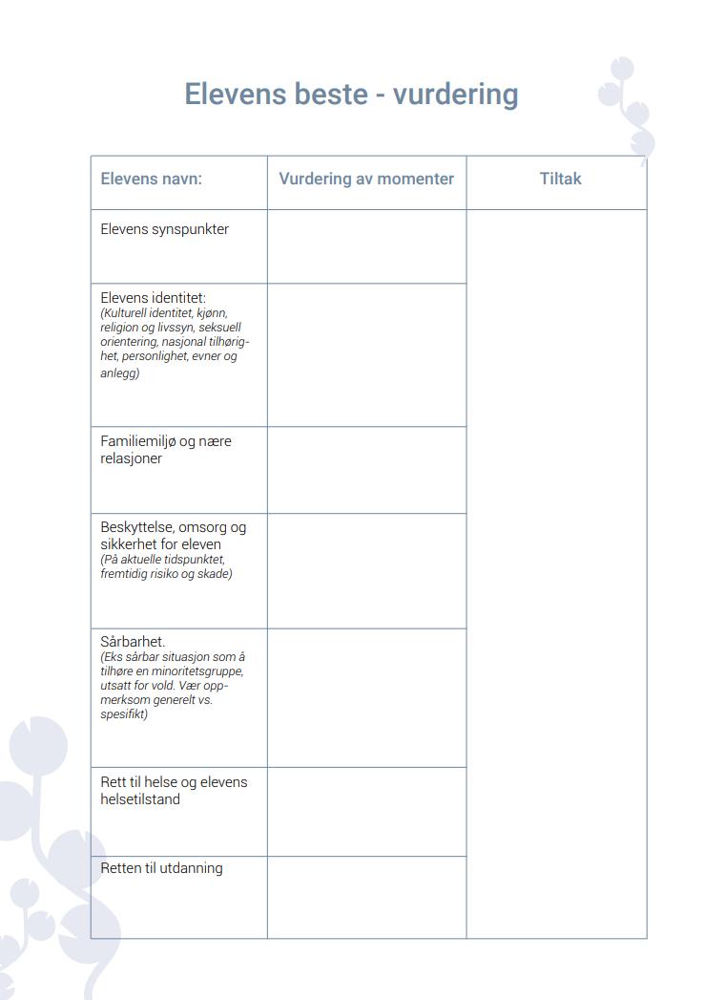 Elevens beste - vurdering
Elevens navn:
Vurdering av momenter
Tiltak
Elevens synspunkter
Elevens identitet:
(Kulturell identitet, kjønn,
religion og livssyn, seksuell
orientering, nasjonal tilhørig-
het, personlighet, evner og
anlegg)
Familiemiljø og nære
relasjoner
Beskyttelse, omsorg og
sikkerhet for eleven
(På aktuelle tidspunktet,
fremtidig risiko og skade)
Sårbarhet.
(Eks sårbar situasjon som å
tilhøre en minoritetsgruppe,
utsatt for vold. Vær opp-
merksom generelt vs.
spesifikt)
Rett til helse og elevens
helsetilstand
Retten til utdanning